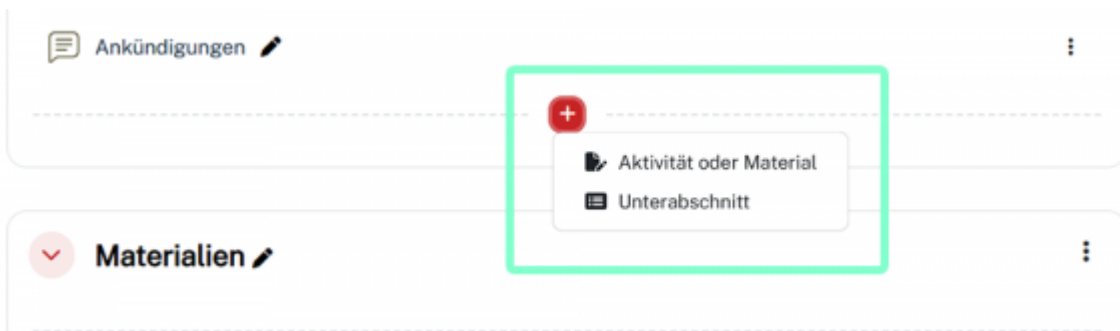 Ankündigungen
Aktivität oder Material
Unterabschnitt
Materialien